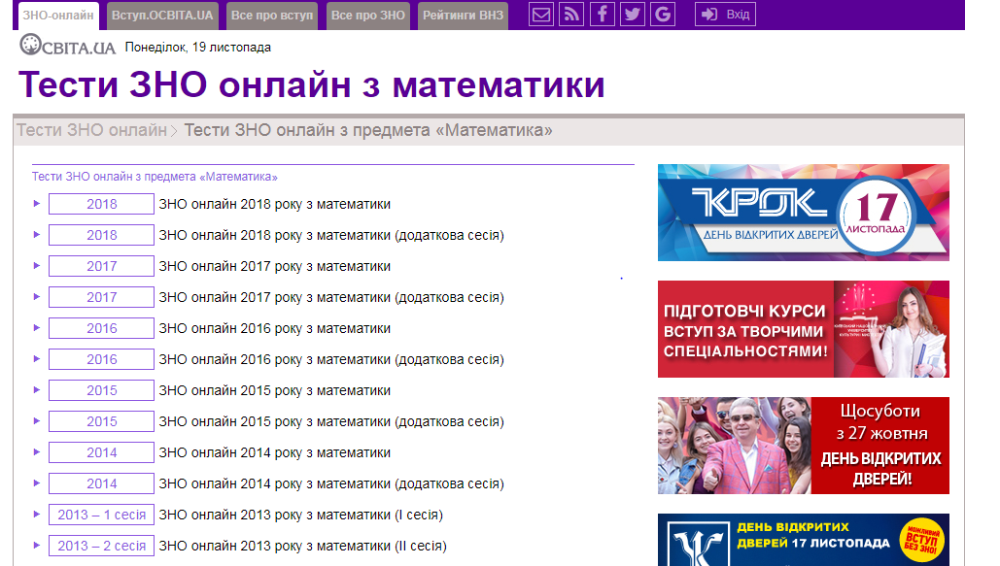 ЗНО-онлайн Вступ.ОСВІТА.UA Все про вступ Все про ЗНО Рейтинги ВНЗ Вхід
ОСВІТА.UA Понеділок, 19 листопада
Тести ЗНО онлайн з математики
Тести ЗНО онлайн Тести ЗНО онлайн з предмета «Математика»
Тести ЗНО онлайн з предмета «Математика»
2018 ЗНО онлайн 2018 року з математики
2018 ЗНО онлайн 2018 року з математики (додаткова сесія)
2017 ЗНО онлайн 2017 року з математики
2017 ЗНО онлайн 2017 року з математики (додаткова сесія)
2016 ЗНО онлайн 2016 року з математики
2016 ЗНО онлайн 2016 року з математики (додаткова сесія)
2015 ЗНО онлайн 2015 року з математики
2015 ЗНО онлайн 2015 року з математики (додаткова сесія)
2014 ЗНО онлайн 2014 року з математики
2014 ЗНО онлайн 2014 року з математики (додаткова сесія)
2013 – 1 сесія ЗНО онлайн 2013 року з математики (I сесія)
2013 – 2 сесія ЗНО онлайн 2013 року з математики (II сесія)
КРОК
ДЕНЬ ВІДКРИТИХ ДВЕРЕЙ
17
ЛИСТОПАДА
ПІДГОТОВЧІ КУРСИ
ВСТУП ЗА ТВОРЧИМИ
СПЕЦІАЛЬНОСТЯМИ!
Щосуботи
з 27 жовтня
ДЕНЬ ВІДКРИТИХ
ДВЕРЕЙ!
ДЕНЬ ВІДКРИТИХ
ДВЕРЕЙ 17 ЛИСТОПАДА
МОЖЛИВИЙ
ВСТУП
БЕЗ ЗНО!